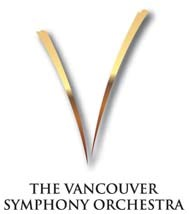 THE VANCOUVER
SYMPHONY ORCHESTRA